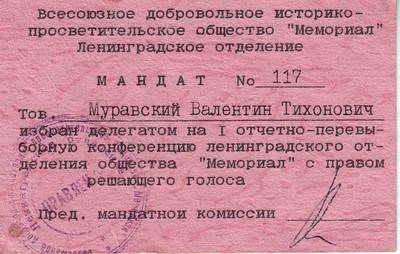 Всесоюзное добровольное историко-
просветительское общество "Мемориал"
Ленинградское отделение
МАНДАТ No 117
Тов. Муравский Валентин Тихонович
избран делегатом на I отчетно-перевы-
борную конференцию ленинградского от-
деления общества "Мемориал" с правом
решающего голоса
Пред. мандатной комиссии